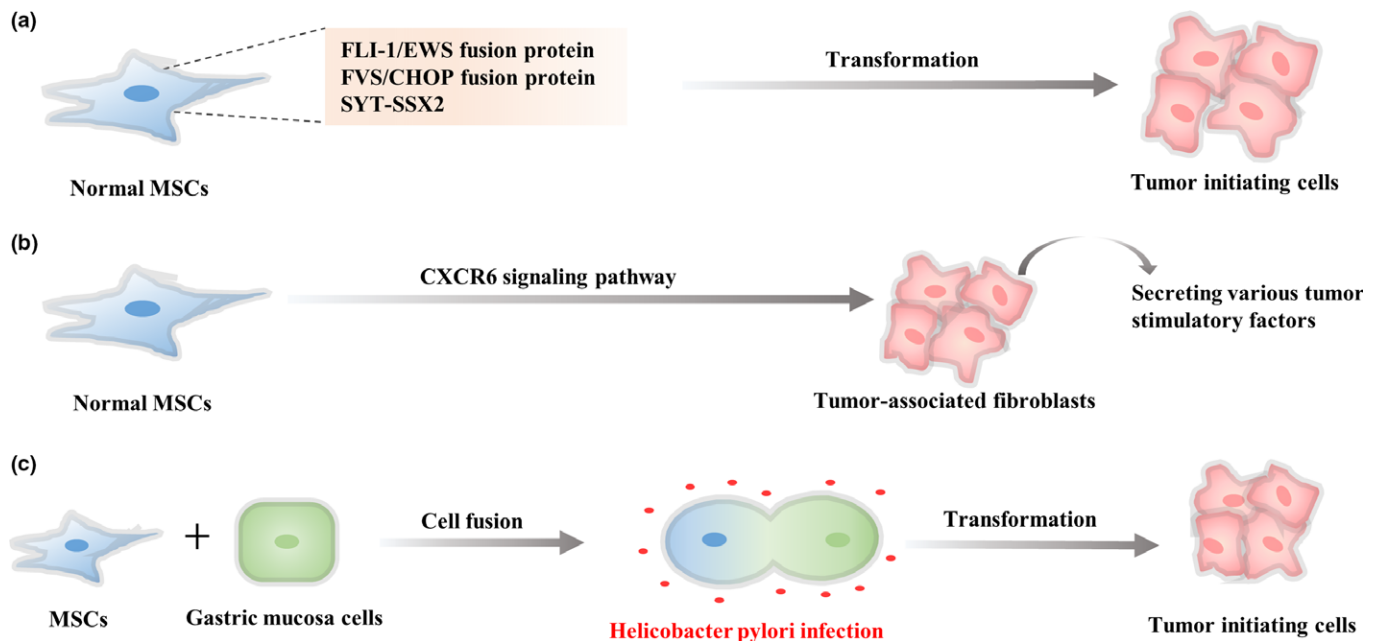 (a)
FLI-1/EWS fusion protein
FVS/CHOP fusion protein
SYT-SSX2
Transformation
Normal MSCs
Tumor initiating cells
(b)
CXCR6 signaling pathway
Secreting various tumor
stimulatory factors
Normal MSCs
Tumor-associated fibroblasts
(c)
+
Cell fusion
Transformation
MSCs
Gastric mucosa cells
Helicobacter pylori infection
Tumor initiating cells